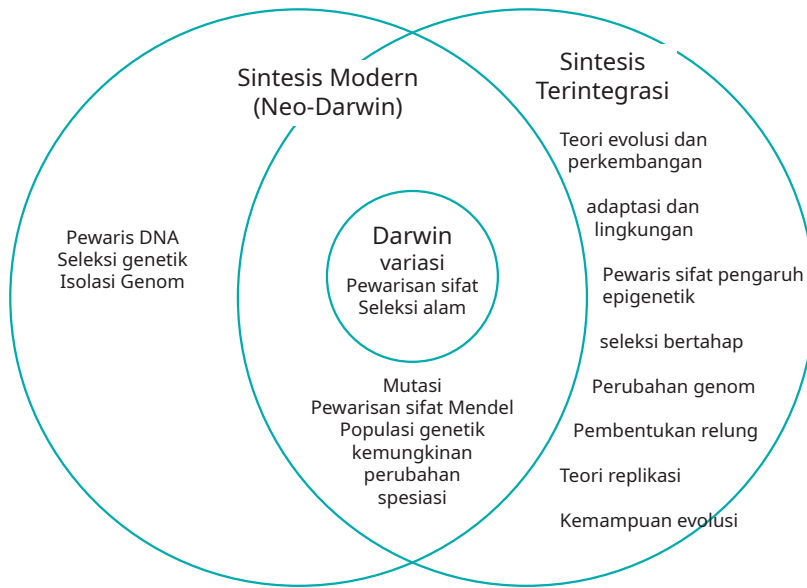 Sintesis Modern
(Neo-Darwin)
Pewaris DNA
Seleksi genetik
Isolasi Genom
Darwin
variasi
Pewarisan sifat
Seleksi alam
Mutasi
Pewarisan sifat Mendel
Populasi genetik
kemungkinan
perubahan
spesiasi
Sintesis
Terintegrasi
Teori evolusi dan
perkembangan
adaptasi dan
lingkungan
Pewaris sifat pengaruh
epigenetik
seleksi bertahap
Perubahan genom
Pembentukan relung
Teori replikasi
Kemampuan evolusi